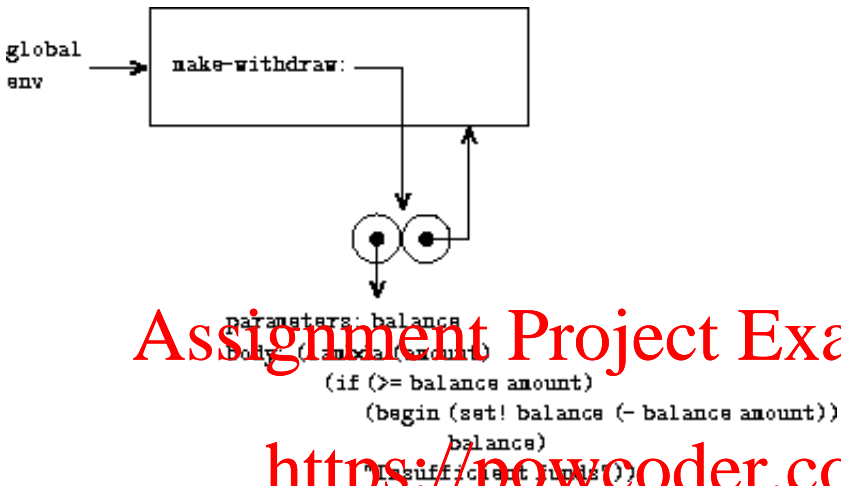 global
env
make-withdraw:
parameters: balance
Assignment Project Exa
body: (lambda (amount)
(if (>= balance amount)
(begin (set! balance (- balance amount))
balance)
https://powcoder.co
"Insufficient funds"))